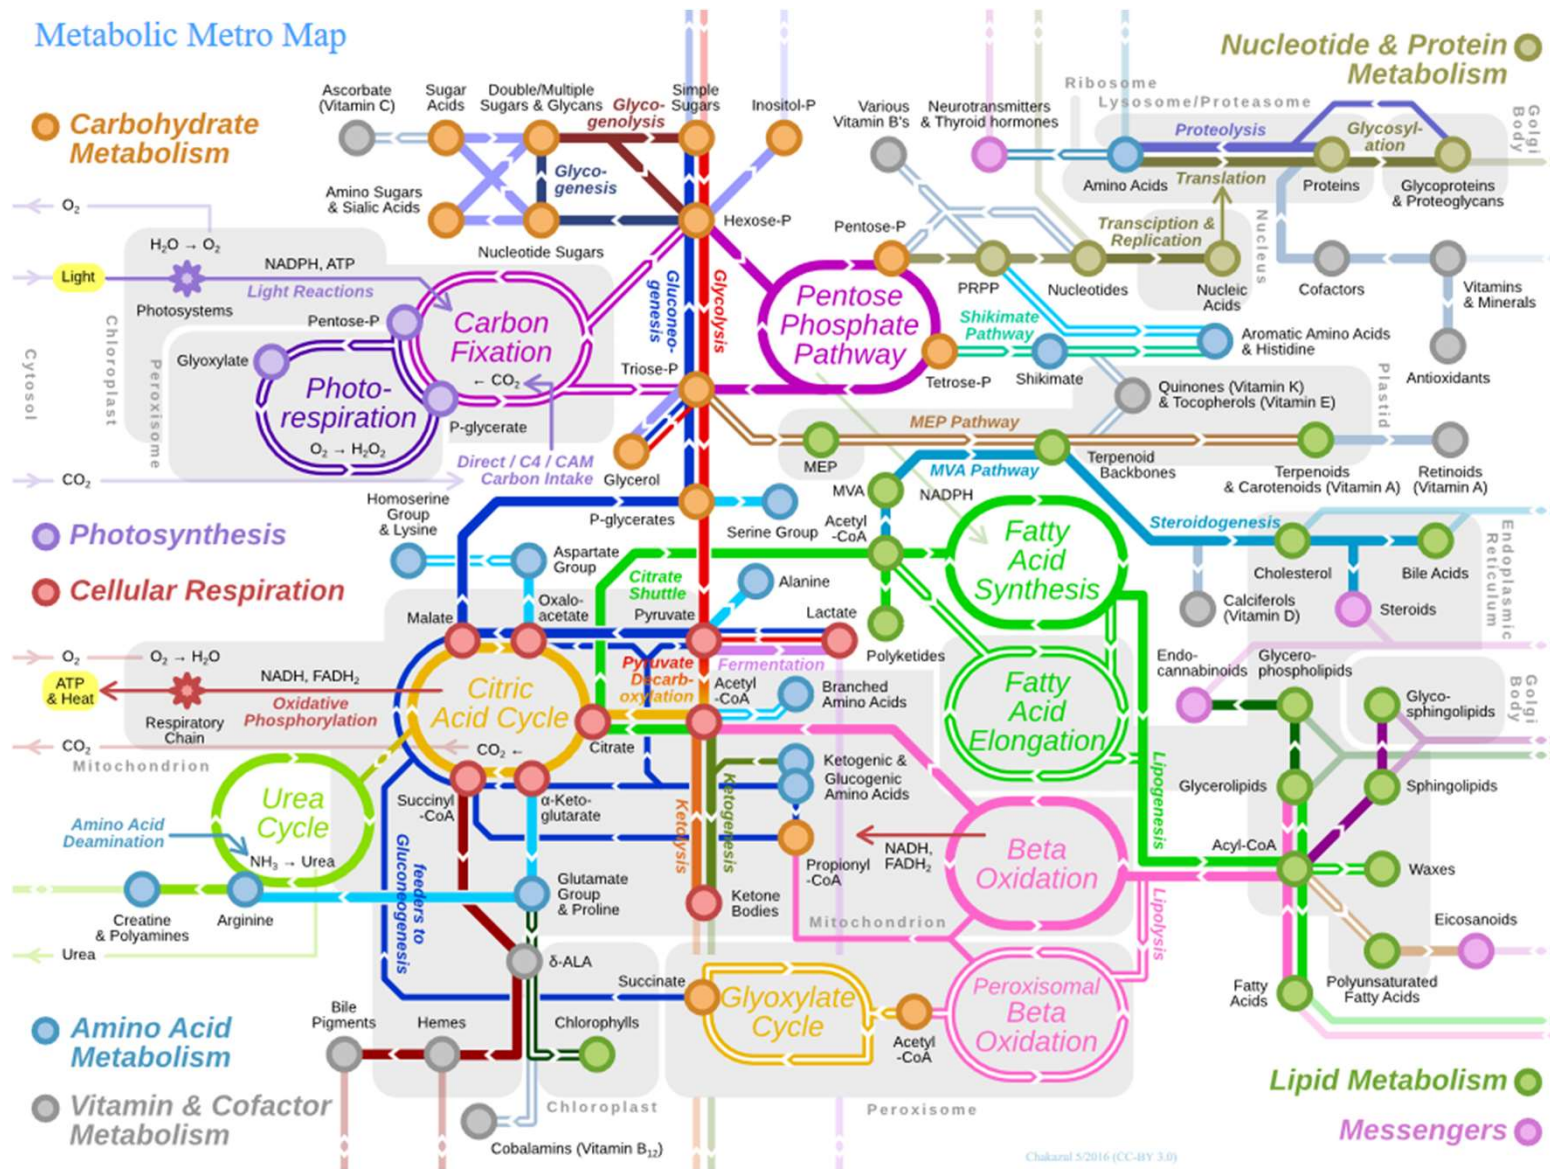 Metabolic Metro Map
Nucleotide & Protein
Metabolism
Carbohydrate
Metabolism
Ascorbate
(Vitamin C)
Sugar
Acids
Double/Multiple
Sugars & Glycans
Glyco-
genolysis
Simple
Sugars
Inositol-P
Various
Vitamin B's
Neurotransmitters
& Thyroid hormones
Ribosome
Lysosome/Proteasome
Proteolysis
Glycosyl-
ation
Golgi
Body
Amino Sugars
& Sialic Acids
Glyco-
genesis
Nucleotide Sugars
Hexose-P
Amino Acids
Translation
Proteins
Glycoproteins
& Proteoglycans
Pentose-P
Transciption &
Replication
Nucleus
PRPP
Nucleotides
Nucleic
Acids
Cofactors
Vitamins
& Minerals
O2
H2O → O2
Light
NADPH, ATP
Light Reactions
Photosystems
Pentose-P
Carbon
Fixation
Gluconeo-
genesis
Glycolysis
Pentose
Phosphate
Pathway
Shikimate
Pathway
Aromatic Amino Acids
& Histidine
Antioxidants
Cytosol
Chloroplast
Peroxisome
Glyoxylate
Photo-
respiration
O2 → H2O2
← CO2
P-glycerate
Triose-P
Tetrose-P
Shikimate
Quinones (Vitamin K)
& Tocopherols (Vitamin E)
Plastid
MEP Pathway
MEP
MVA Pathway
Terpenoid
Backbones
Terpenoids
& Carotenoids (Vitamin A)
Retinoids
(Vitamin A)
CO2
Direct / C4 / CAM
Carbon Intake
Glycerol
Homoserine
Group
& Lysine
P-glycerates
Serine Group
MVA
NADPH
Acetyl
-CoA
Fatty
Acid
Synthesis
Steroidogenesis
Cholesterol
Bile Acids
Endoplasmic
Reticulum
Photosynthesis
Cellular Respiration
Aspartate
Group
Citrate
Shuttle
Alanine
Calciferols
(Vitamin D)
Steroids
Malate
Oxalo-
acetate
Pyruvate
Lactate
Polyketides
O2
O2 → H2O
ATP
& Heat
NADH, FADH2
Oxidative
Phosphorylation
Respiratory
Chain
CO2
Mitochondrion
Citric
Acid Cycle
CO2 ←
Pyruvate
Decarb-
oxylation
Fermentation
Acetyl
-CoA
Branched
Amino Acids
Citrate
Fatty
Acid
Elongation
Endo-
cannabinoids
Glycero-
phospholipids
Glyco-
sphingolipids
Golgi
Body
Urea
Cycle
Amino Acid
Deamination
NH3 → Urea
Succinyl
-CoA
α-Keto-
glutarate
Ketogenic &
Glucogenic
Amino Acids
Ketolysis
Ketogenesis
Lipogenesis
Glycerolipids
Sphingolipids
feeders to
Gluconeogenesis
Propionyl
-CoA
NADH,
FADH2
Beta
Oxidation
Acyl-CoA
Waxes
Creatine
& Polyamines
Arginine
Glutamate
Group
& Proline
Ketone
Bodies
Mitochondrion
Lipolysis
Eicosanoids
Urea
δ-ALA
Succinate
Glyoxylate
Cycle
Acetyl
-CoA
Peroxisomal
Beta
Oxidation
Fatty
Acids
Polyunsaturated
Fatty Acids
Amino Acid
Metabolism
Bile
Pigments
Hemes
Chlorophylls
Chloroplast
Peroxisome
Lipid Metabolism
Vitamin & Cofactor
Metabolism
Cobalamins (Vitamin B12)
Messengers
Chakazul 5/2016 (CC-BY 3.0)